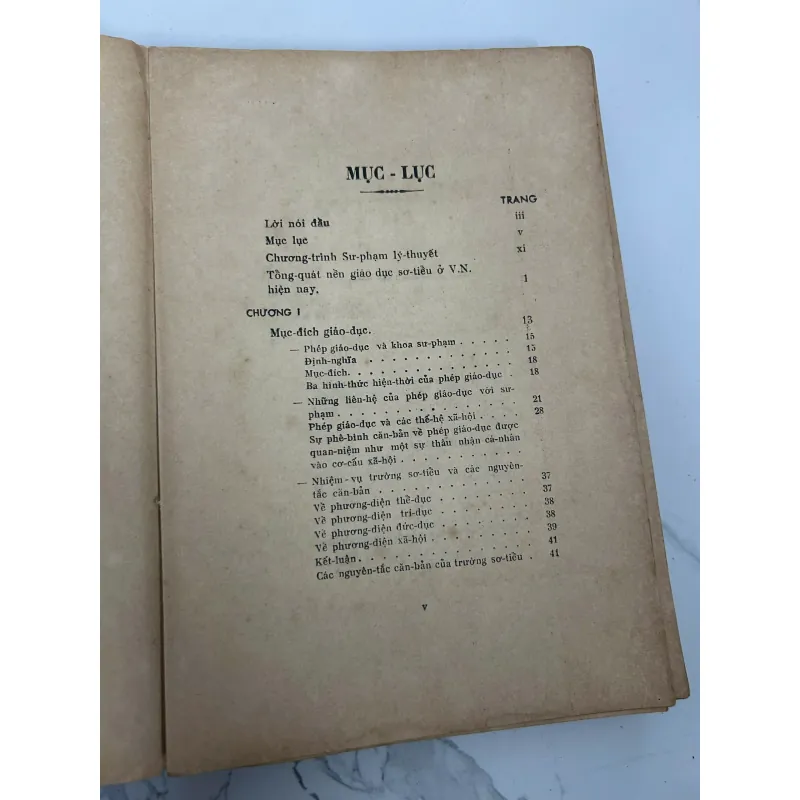 MỤC - LỤC
TRANG
Lời nói đầu iii
Mục lục v
Chương-trình Sư-phạm lý-thuyết xi
Tổng-quát nền giáo dục sơ-tiểu ở V.N.
hiện nay. 1
CHƯƠNG I
Mục-đích giáo-dục. 13
— Phép giáo-dục và khoa sư-phạm . . . . . 15
Định-nghĩa . . . . . . . . . . 15
Mục-đích. . . . . . . . . . . 18
Ba hình-thức hiện-thời của phép giáo-dục . 18
— Những liên-hệ của phép giáo-dục với sư-
phạm . . . . . . . . . . . . 21
Phép giáo-dục và các thế-hệ xã-hội . . . . 28
Sự phê-bình căn-bản về phép giáo-dục được
quan-niệm như một sự thâu nhận cá-nhân
vào cơ-cấu xã-hội . . . . . . . . .
— Nhiệm-vụ trường sơ-tiểu và các nguyên-
tắc căn-bản . . . . . . . . . . 37
Về phương-diện thể-dục . . . . . . . 37
Về phương-diện trí-dục . . . . . . . 38
Về phương-diện đức-dục . . . . . . . 38
Về phương-diện xã-hội . . . . . . . . 39
Kết-luận . . . . . . . . . . . 41
Các nguyên-tắc căn-bản của trường sơ-tiểu . 41
v